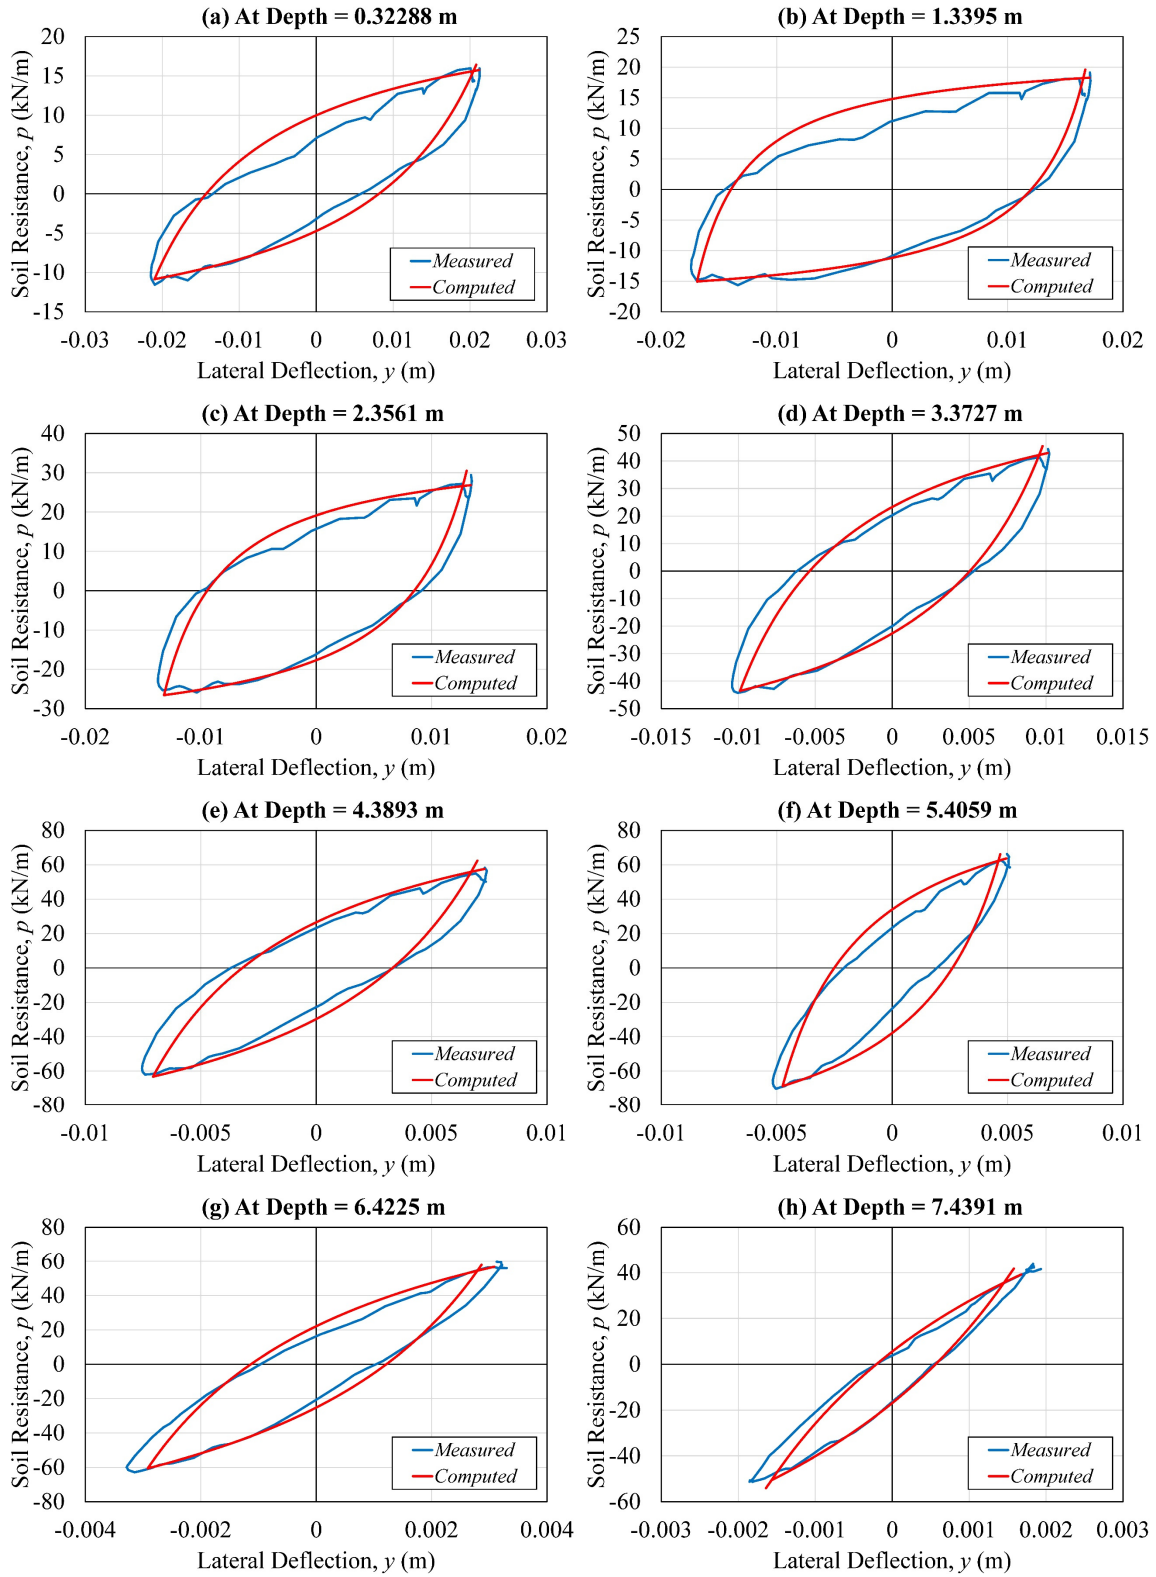 (a) At Depth = 0.32288 m
Soil Resistance, p (kN/m)
20
15
10
5
0
-5
-10
-15
-0.03 -0.02 -0.01 0 0.01 0.02 0.03
Lateral Deflection, y (m)
Measured
Computed
(b) At Depth = 1.3395 m
Soil Resistance, p (kN/m)
25
20
15
10
5
0
-5
-10
-15
-20
-0.02 -0.01 0 0.01 0.02
Lateral Deflection, y (m)
Measured
Computed
(c) At Depth = 2.3561 m
Soil Resistance, p (kN/m)
40
30
20
10
0
-10
-20
-30
-0.02 -0.01 0 0.01 0.02
Lateral Deflection, y (m)
Measured
Computed
(d) At Depth = 3.3727 m
Soil Resistance, p (kN/m)
50
40
30
20
10
0
-10
-20
-30
-40
-50
-0.015 -0.01 -0.005 0 0.005 0.01 0.015
Lateral Deflection, y (m)
Measured
Computed
(e) At Depth = 4.3893 m
Soil Resistance, p (kN/m)
80
60
40
20
0
-20
-40
-60
-80
-0.01 -0.005 0 0.005 0.01
Lateral Deflection, y (m)
Measured
Computed
(f) At Depth = 5.4059 m
Soil Resistance, p (kN/m)
80
60
40
20
0
-20
-40
-60
-80
-0.01 -0.005 0 0.005 0.01
Lateral Deflection, y (m)
Measured
Computed
(g) At Depth = 6.4225 m
Soil Resistance, p (kN/m)
80
60
40
20
0
-20
-40
-60
-80
-0.004 -0.002 0 0.002 0.004
Lateral Deflection, y (m)
Measured
Computed
(h) At Depth = 7.4391 m
Soil Resistance, p (kN/m)
60
40
20
0
-20
-40
-60
-0.003 -0.002 -0.001 0 0.001 0.002 0.003
Lateral Deflection, y (m)
Measured
Computed